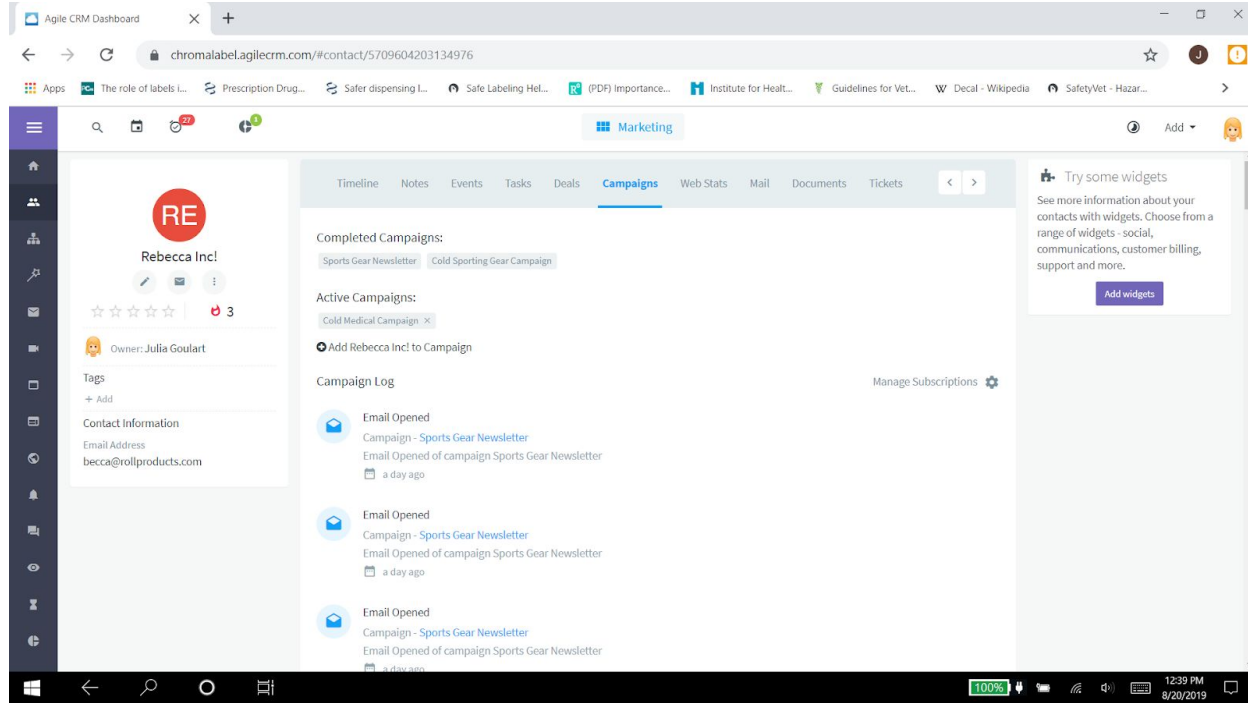 Agile CRM Dashboard
chromalabel.agilecrm.com/#contact/5709604203134976
J
Apps
The role of labels i...
Prescription Drug...
Safer dispensing l...
Safe Labeling Hel...
(PDF) Importance...
Institute for Healt...
Guidelines for Vet...
W Decal - Wikipedia
SafetyVet - Hazar...
27
1
Marketing
Add
RE
Rebecca Inc!
3
Owner: Julia Goulart
Tags
+ Add
Contact Information
Email Address
becca@rollproducts.com
Timeline Notes Events Tasks Deals Campaigns Web Stats Mail Documents Tickets
Completed Campaigns:
Sports Gear Newsletter Cold Sporting Gear Campaign
Active Campaigns:
Cold Medical Campaign ×
Add Rebecca Inc! to Campaign
Campaign Log
Manage Subscriptions
Email Opened
Campaign - Sports Gear Newsletter
Email Opened of campaign Sports Gear Newsletter
a day ago
Email Opened
Campaign - Sports Gear Newsletter
Email Opened of campaign Sports Gear Newsletter
a day ago
Email Opened
Campaign - Sports Gear Newsletter
Email Opened of campaign Sports Gear Newsletter
a day ago
Try some widgets
See more information about your
contacts with widgets. Choose from a
range of widgets - social,
communications, customer billing,
support and more.
Add widgets
100%
12:39 PM
8/20/2019